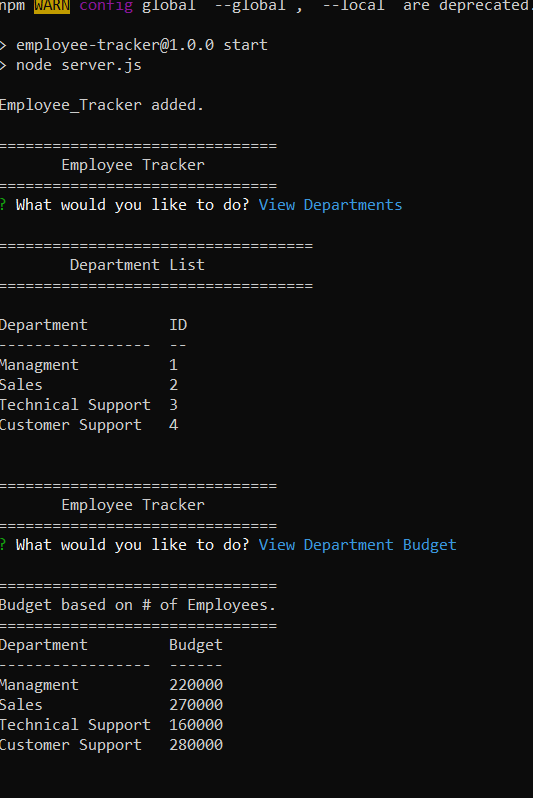 npm WARN config global `--global`, `--local` are deprecated.
> employee-tracker@1.0.0 start
> node server.js
Employee_Tracker added.
===============================
Employee Tracker
===============================
? What would you like to do? View Departments
===================================
Department List
===================================
Department ID
----------------- --
Managment 1
Sales 2
Technical Support 3
Customer Support 4
===============================
Employee Tracker
===============================
? What would you like to do? View Department Budget
===============================
Budget based on # of Employees.
===============================
Department Budget
----------------- ------
Managment 220000
Sales 270000
Technical Support 160000
Customer Support 280000